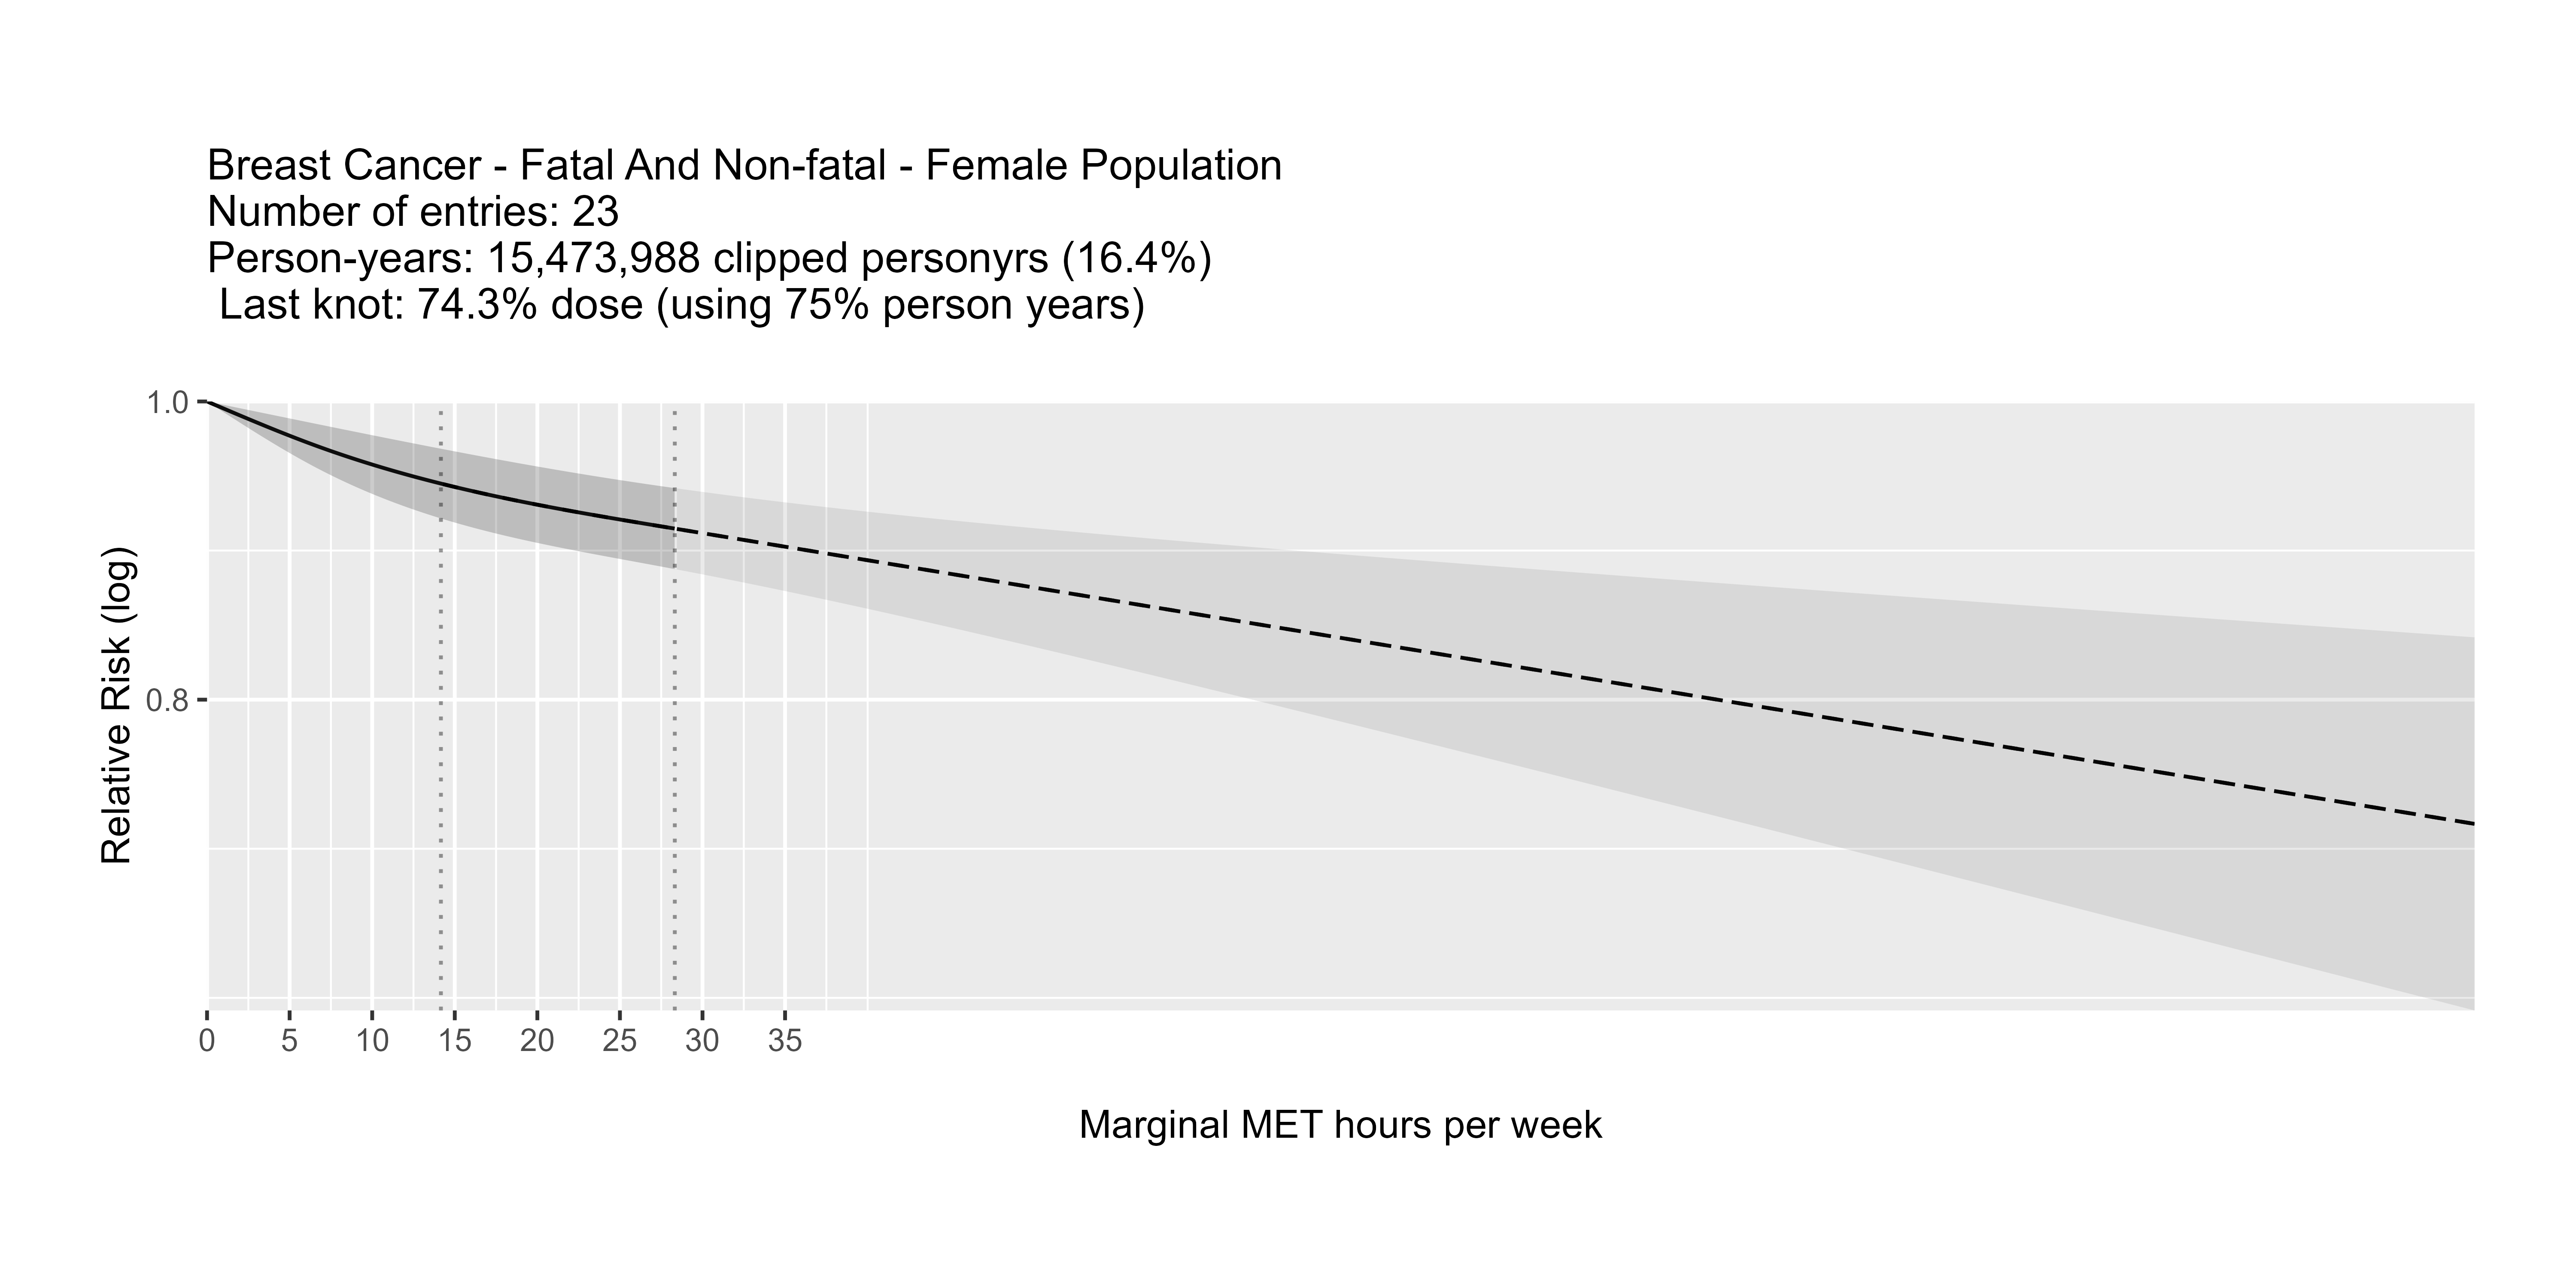 Breast Cancer - Fatal And Non-fatal - Female Population
Number of entries: 23
Person-years: 15,473,988 clipped personyrs (16.4%)
Last knot: 74.3% dose (using 75% person years)
1.0
0.8
Relative Risk (log)
0 5 10 15 20 25 30 35
Marginal MET hours per week